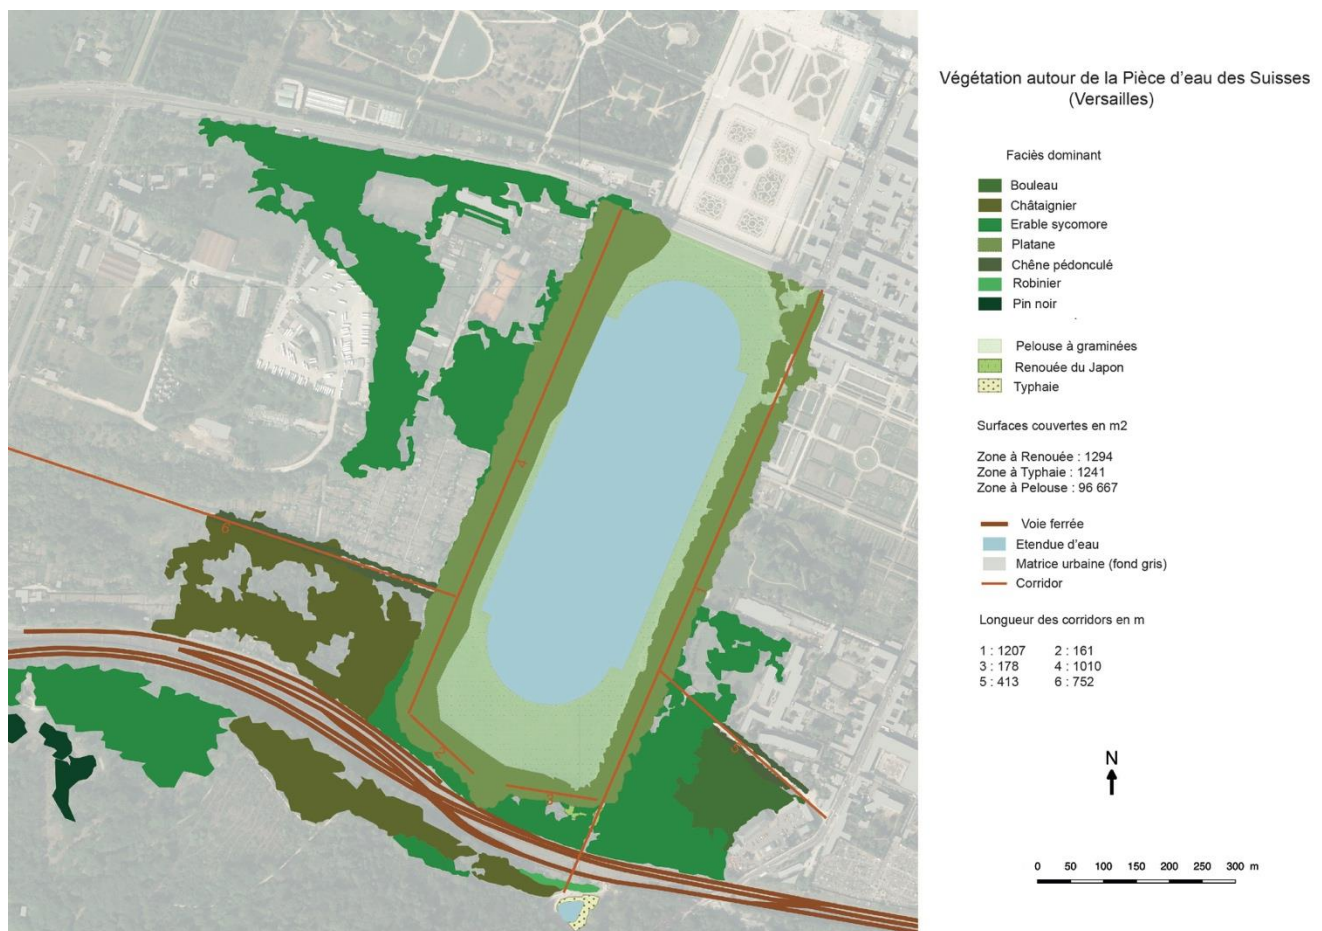 Végétation autour de la Pièce d'eau des Suisses
(Versailles)
Faciès dominant
Bouleau
Châtaignier
Erable sycomore
Platane
Chêne pédonculé
Robinier
Pin noir
Pelouse à graminées
Renouée du Japon
Typhaie
Surfaces couvertes en m2
Zone à Renouée : 1294
Zone à Typhaie : 1241
Zone à Pelouse : 96 667
Voie ferrée
Etendue d'eau
Matrice urbaine (fond gris)
Corridor
Longueur des corridors en m
1 : 1207 2 : 161
3 : 178 4 : 1010
5 : 413 6 : 752
N
0 50 100 150 200 250 300 m
4
6
2